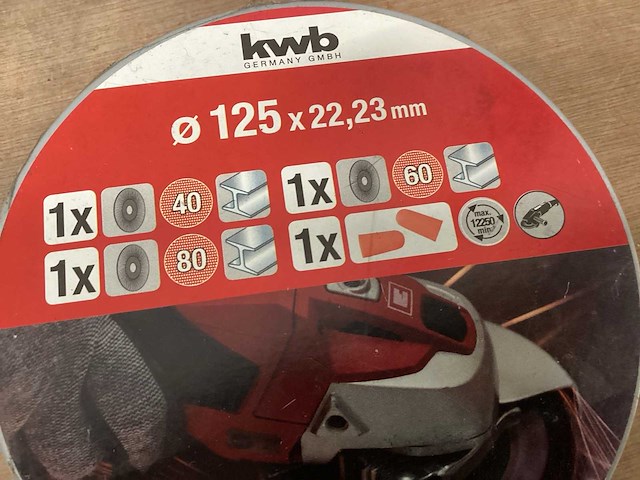 kwb
GERMANY GMBH
Ø 125 x 22,23 mm
1x 40 1x 60
1x 80 1x max. 12250 min